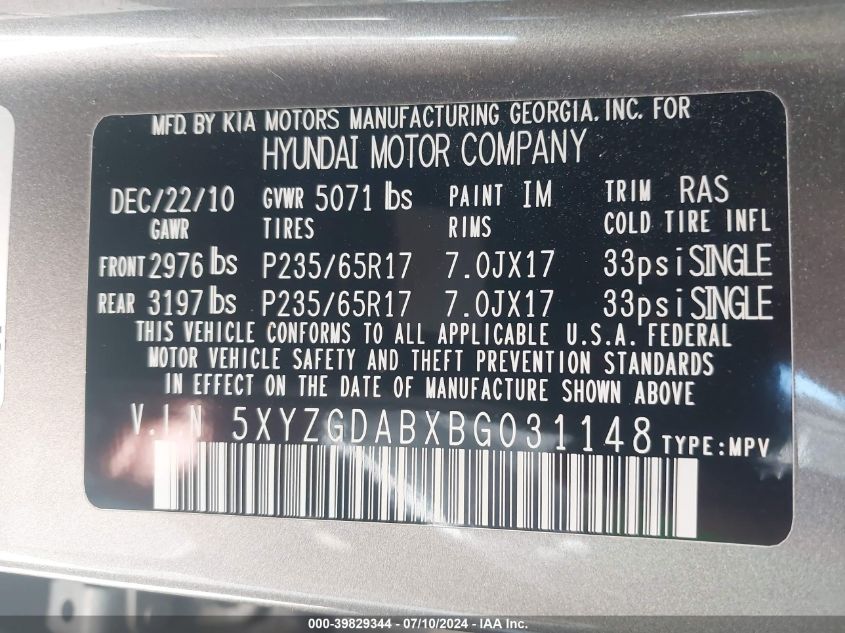 MFD. BY KIA MOTORS MANUFACTURING GEORGIA. INC. FOR
HYUNDAI MOTOR COMPANY
DEC/22/10 GVWR 5071 lbs PAINT IM TRIM RAS
GAWR TIRES RIMS COLD TIRE INFL
FRONT 2976 lbs P235/65R17 7.0JX17 33psi SINGLE
REAR 3197 lbs P235/65R17 7.0JX17 33psi SINGLE
THIS VEHICLE CONFORMS TO ALL APPLICABLE U.S.A. FEDERAL
MOTOR VEHICLE SAFETY AND THEFT PREVENTION STANDARDS
IN EFFECT ON THE DATE OF MANUFACTURE SHOWN ABOVE
V.I.N 5XYZGDABXBG031148 TYPE:MPV
000-39829344 - 07/10/2024 - IAA Inc.